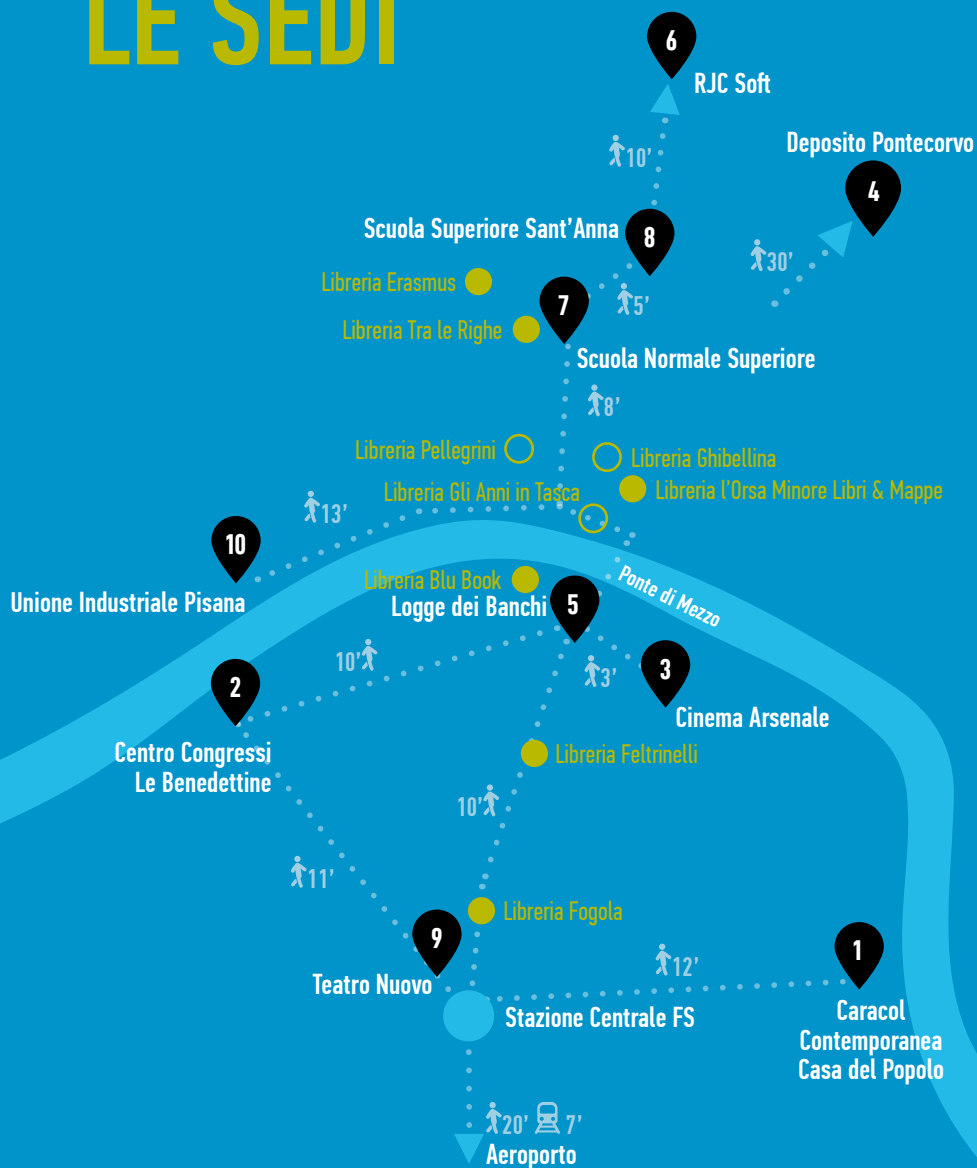 LE SEDI
6
RJC Soft
10’
Deposito Pontecorvo
4
30’
Scuola Superiore Sant’Anna
8
5’
Libreria Erasmus
7
Libreria Tra le Righe
Scuola Normale Superiore
8’
Libreria Pellegrini
Libreria Ghibellina
Libreria Gli Anni in Tasca
Libreria l’Orsa Minore Libri & Mappe
13’
10
Unione Industriale Pisana
Libreria Blu Book
Ponte di Mezzo
Logge dei Banchi
5
10’
3’
3
Cinema Arsenale
2
Centro Congressi
Le Benedettine
Libreria Feltrinelli
10’
11’
Libreria Fogola
9
Teatro Nuovo
12’
1
Stazione Centrale FS
Caracol
Contemporanea
Casa del Popolo
20’ 7’
Aeroporto